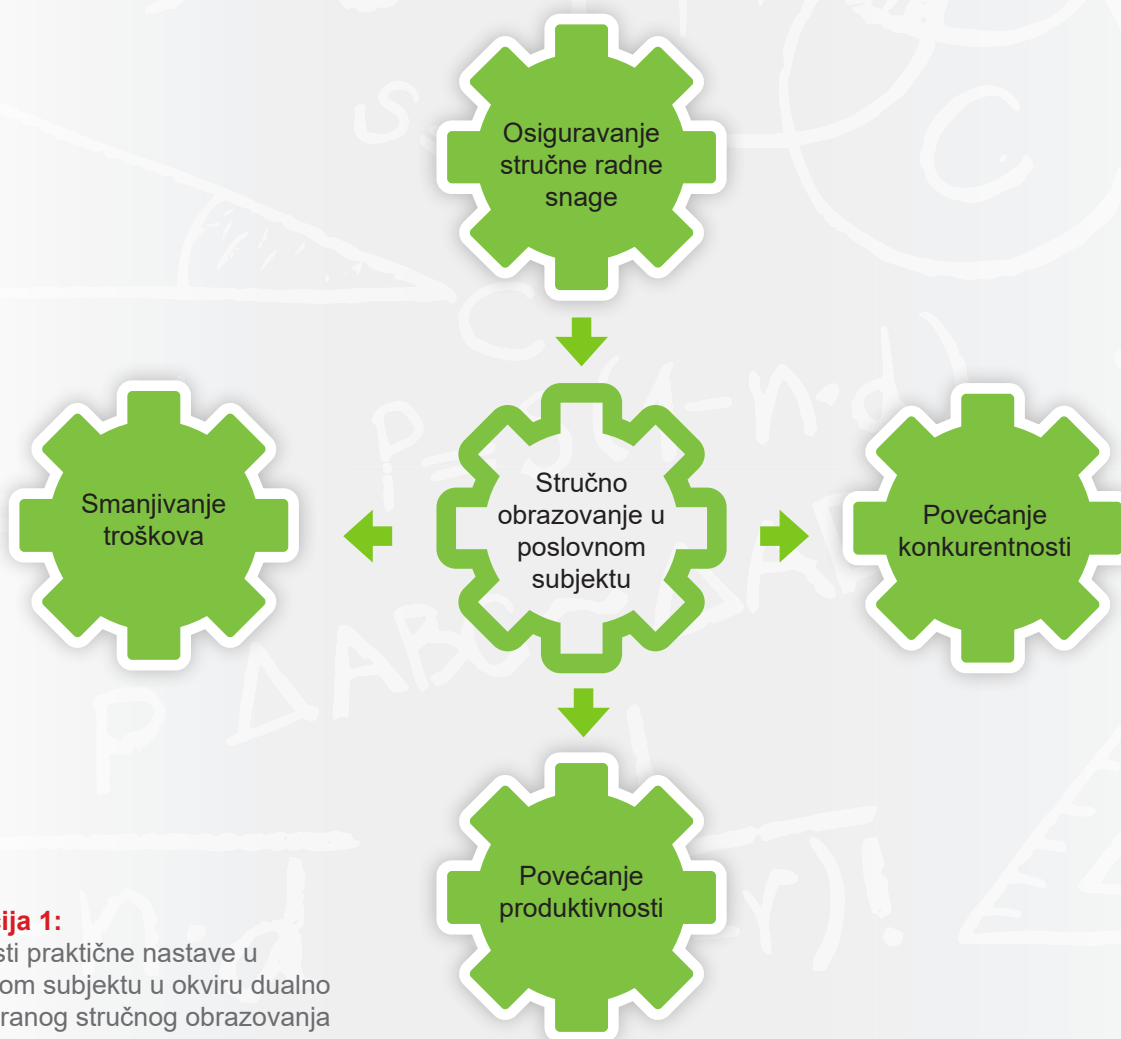 Osiguravanje
stručne radne
snage
Smanjivanje
troškova
Stručno
obrazovanje u
poslovnom
subjektu
Povećanje
konkurentnosti
Povećanje
produktivnosti
ija 1:
sti praktične nastave u
om subjektu u okviru dualno
ranog stručnog obrazovanja